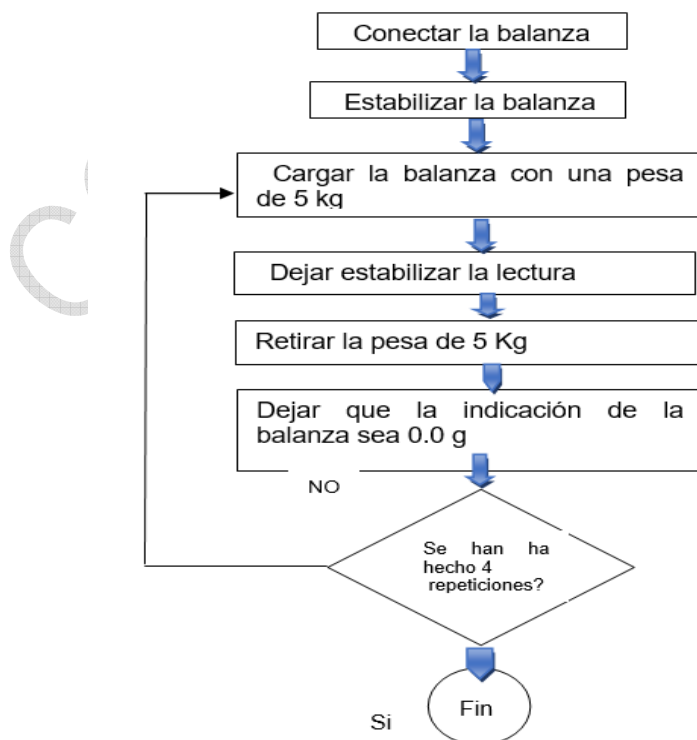 Conectar la balanza
Estabilizar la balanza
Cargar la balanza con una pesa
de 5 kg
Dejar estabilizar la lectura
Retirar la pesa de 5 Kg
Dejar que la indicación de la
balanza sea 0.0 g
NO
Se han ha
hecho 4
repeticiones?
Si
Fin